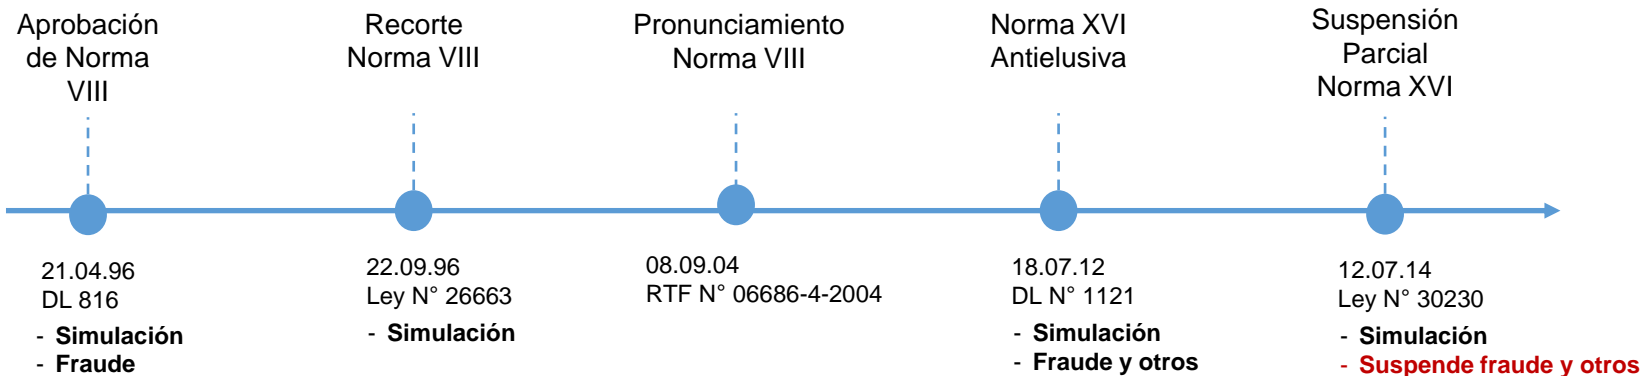 Aprobación
de Norma
VIII
Recorte
Norma VIII
Pronunciamiento
Norma VIII
Norma XVI
Antielusiva
Suspensión
Parcial
Norma XVI
21.04.96
DL 816
- Simulación
- Fraude
22.09.96
Ley N° 26663
- Simulación
08.09.04
RTF N° 06686-4-2004
18.07.12
DL N° 1121
- Simulación
- Fraude y otros
12.07.14
Ley N° 30230
- Simulación
- Suspende fraude y otros